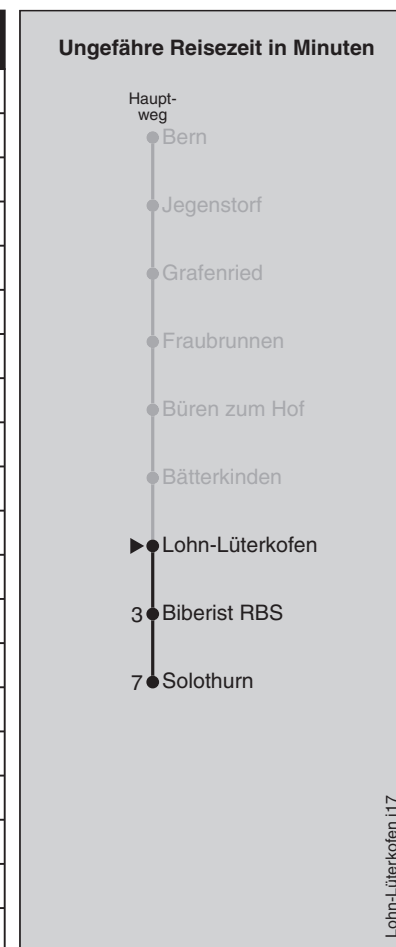 Ungefähre Reisezeit in Minuten
Haupt-
weg
Bern
Jegenstorf
Grafenried
Fraubrunnen
Büren zum Hof
Bätterkinden
Lohn-Lüterkofen
3 Biberist RBS
7 Solothurn
Lohn-Lüterkofen j17